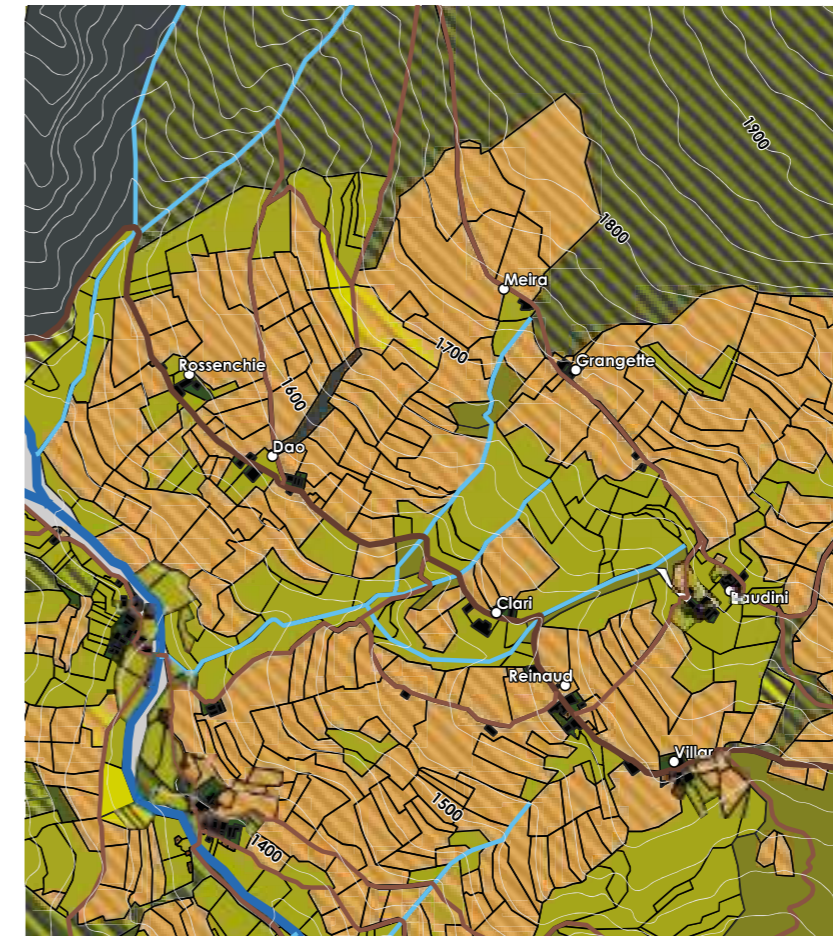 1900
1800
Meira
1700
Grangette
Rossenchie
1600
Dao
Baudini
Clari
Reinaud
Villar
1500
1400